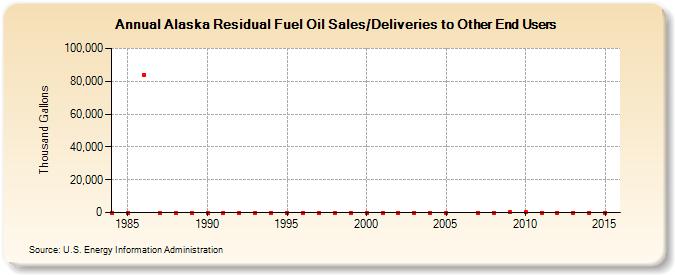 Annual Alaska Residual Fuel Oil Sales/Deliveries to Other End Users
Thousand Gallons
100,000
80,000
60,000
40,000
20,000
0
1985 1990 1995 2000 2005 2010 2015
Source: U.S. Energy Information Administration